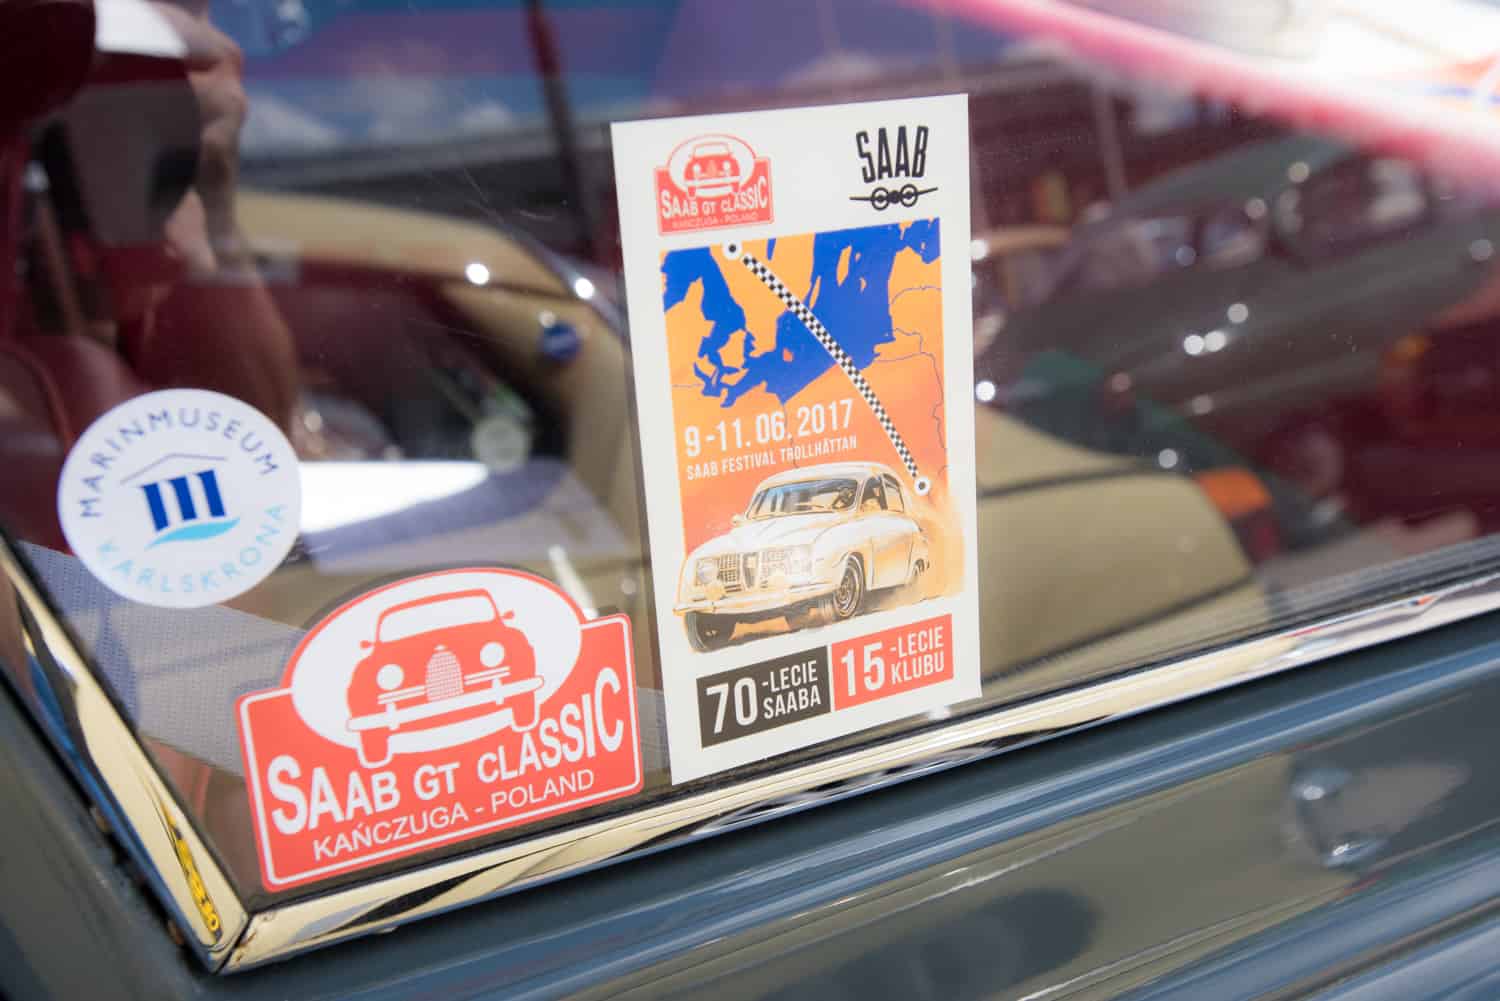 MARINMUSEUM
KARLSKRONA
SAAB GT CLASSIC
KAŃCZUGA - POLAND
SAAB GT CLASSIC
KAŃCZUGA - POLAND
SAAB
9-11.06.2017
SAAB FESTIVAL TROLLHÄTTAN
70-LECIE
SAABA
15-LECIE
KLUBU